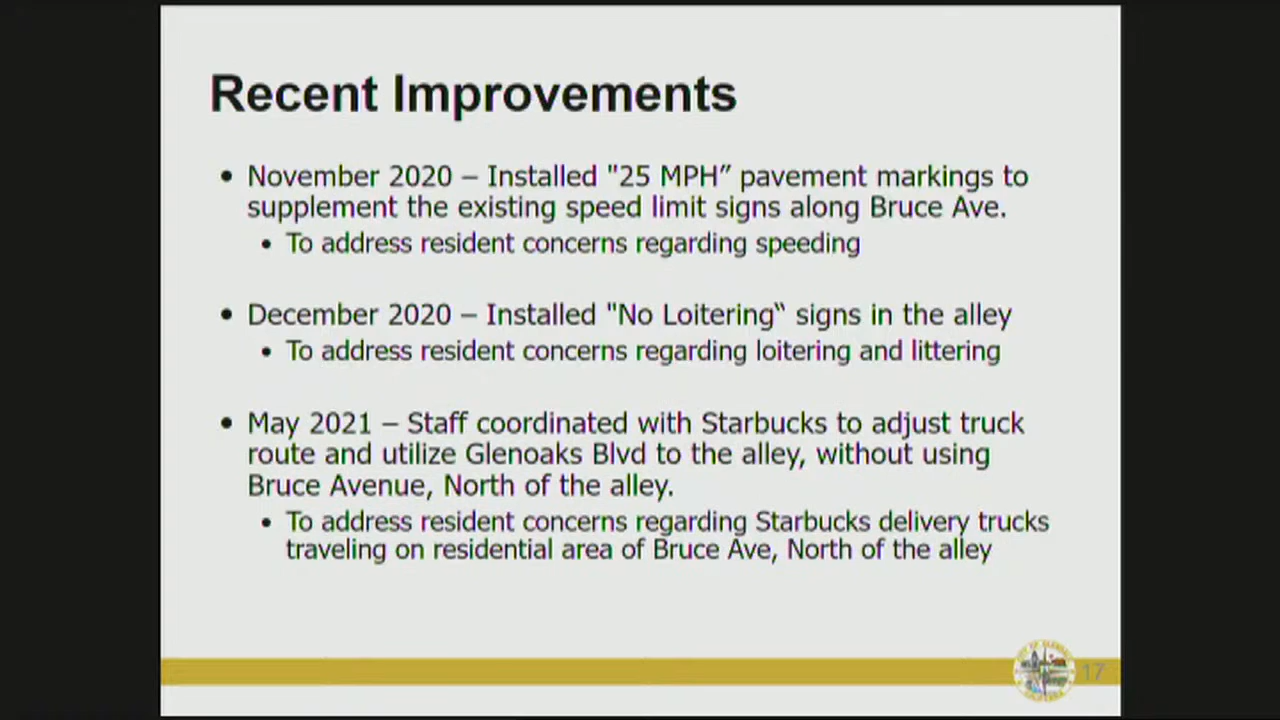 Recent Improvements
• November 2020 – Installed "25 MPH” pavement markings to
supplement the existing speed limit signs along Bruce Ave.
• To address resident concerns regarding speeding
• December 2020 – Installed "No Loitering‟ signs in the alley
• To address resident concerns regarding loitering and littering
• May 2021 – Staff coordinated with Starbucks to adjust truck
route and utilize Glenoaks Blvd to the alley, without using
Bruce Avenue, North of the alley.
• To address resident concerns regarding Starbucks delivery trucks
traveling on residential area of Bruce Ave, North of the alley
17